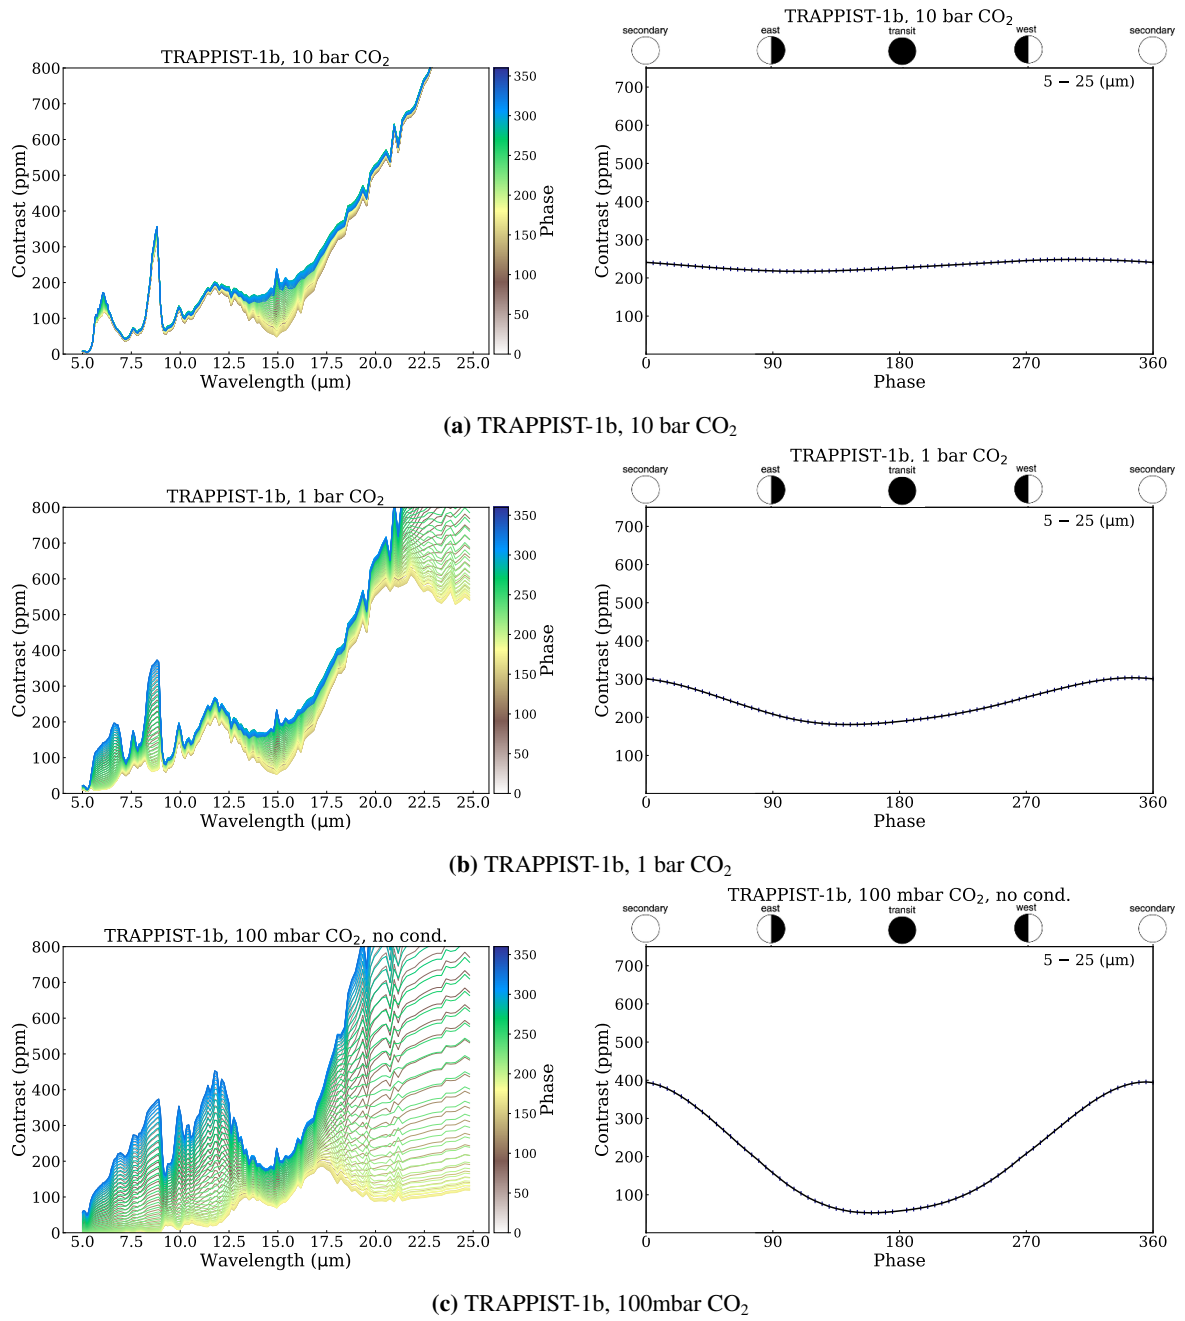 TRAPPIST-1b, 10 bar CO₂
800
700
600
500
400
300
200
100
0
Contrast (ppm)
5.0 7.5 10.0 12.5 15.0 17.5 20.0 22.5 25.0
Wavelength (μm)
350
300
250
200
150
100
50
0
Phase
TRAPPIST-1b, 10 bar CO₂
secondary east transit west secondary
5 − 25 (μm)
700
600
500
400
300
200
100
Contrast (ppm)
0 90 180 270 360
Phase
(a) TRAPPIST-1b, 10 bar CO₂
TRAPPIST-1b, 1 bar CO₂
800
700
600
500
400
300
200
100
0
Contrast (ppm)
5.0 7.5 10.0 12.5 15.0 17.5 20.0 22.5 25.0
Wavelength (μm)
350
300
250
200
150
100
50
0
Phase
TRAPPIST-1b, 1 bar CO₂
secondary east transit west secondary
5 − 25 (μm)
700
600
500
400
300
200
100
Contrast (ppm)
0 90 180 270 360
Phase
(b) TRAPPIST-1b, 1 bar CO₂
TRAPPIST-1b, 100 mbar CO₂, no cond.
800
700
600
500
400
300
200
100
0
Contrast (ppm)
5.0 7.5 10.0 12.5 15.0 17.5 20.0 22.5 25.0
Wavelength (μm)
350
300
250
200
150
100
50
0
Phase
TRAPPIST-1b, 100 mbar CO₂, no cond.
secondary east transit west secondary
5 − 25 (μm)
700
600
500
400
300
200
100
Contrast (ppm)
0 90 180 270 360
Phase
(c) TRAPPIST-1b, 100mbar CO₂